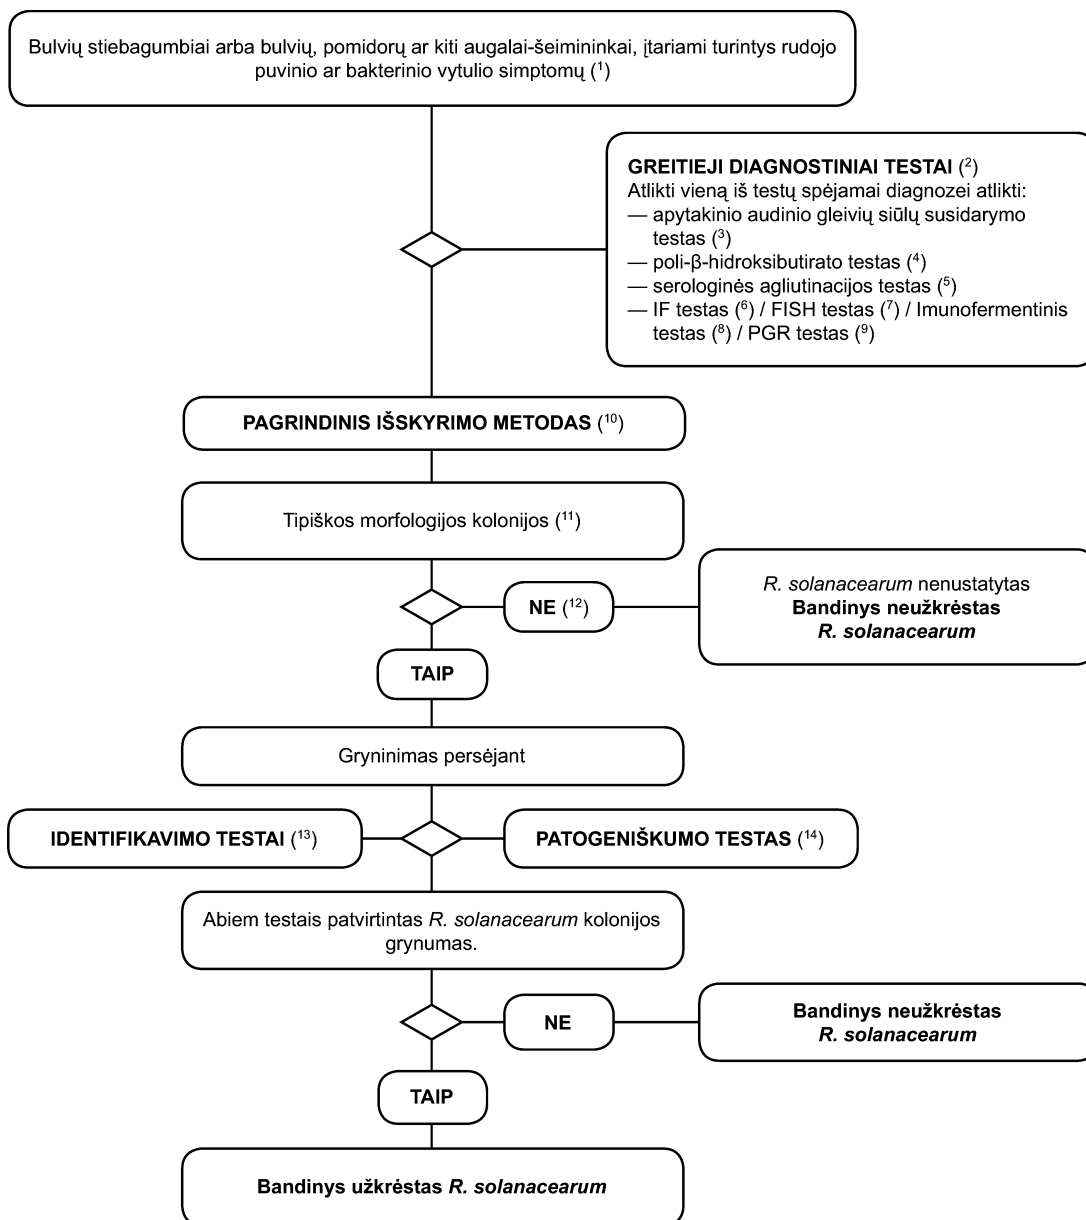 Bulvių stiebagumbiai arba bulvių, pomidorų ar kiti augalai-šeimininkai, įtariami turintys rudojo
puvinio ar bakterinio vytulio simptomų (¹)
GREITIEJI DIAGNOSTINIAI TESTAI (²)
Atlikti vieną iš testų spėjamai diagnozei atlikti:
— apytakinio audinio gleivių siūlų susidarymo
testas (³)
— poli-β-hidroksibutirato testas (⁴)
— serologinės agliutinacijos testas (⁵)
— IF testas (⁶) / FISH testas (⁷) / Imunofermentinis
testas (⁸) / PGR testas (⁹)
PAGRINDINIS IŠSKYRIMO METODAS (¹⁰)
Tipiškos morfologijos kolonijos (¹¹)
NE (¹²)
R. solanacearum nenustatytas
Bandinys neužkrėstas
R. solanacearum
TAIP
Gryninimas persėjant
IDENTIFIKAVIMO TESTAI (¹³)
PATOGENIŠKUMO TESTAS (¹⁴)
Abiem testais patvirtintas R. solanacearum kolonijos
grynumas.
NE
Bandinys neužkrėstas
R. solanacearum
TAIP
Bandinys užkrėstas R. solanacearum